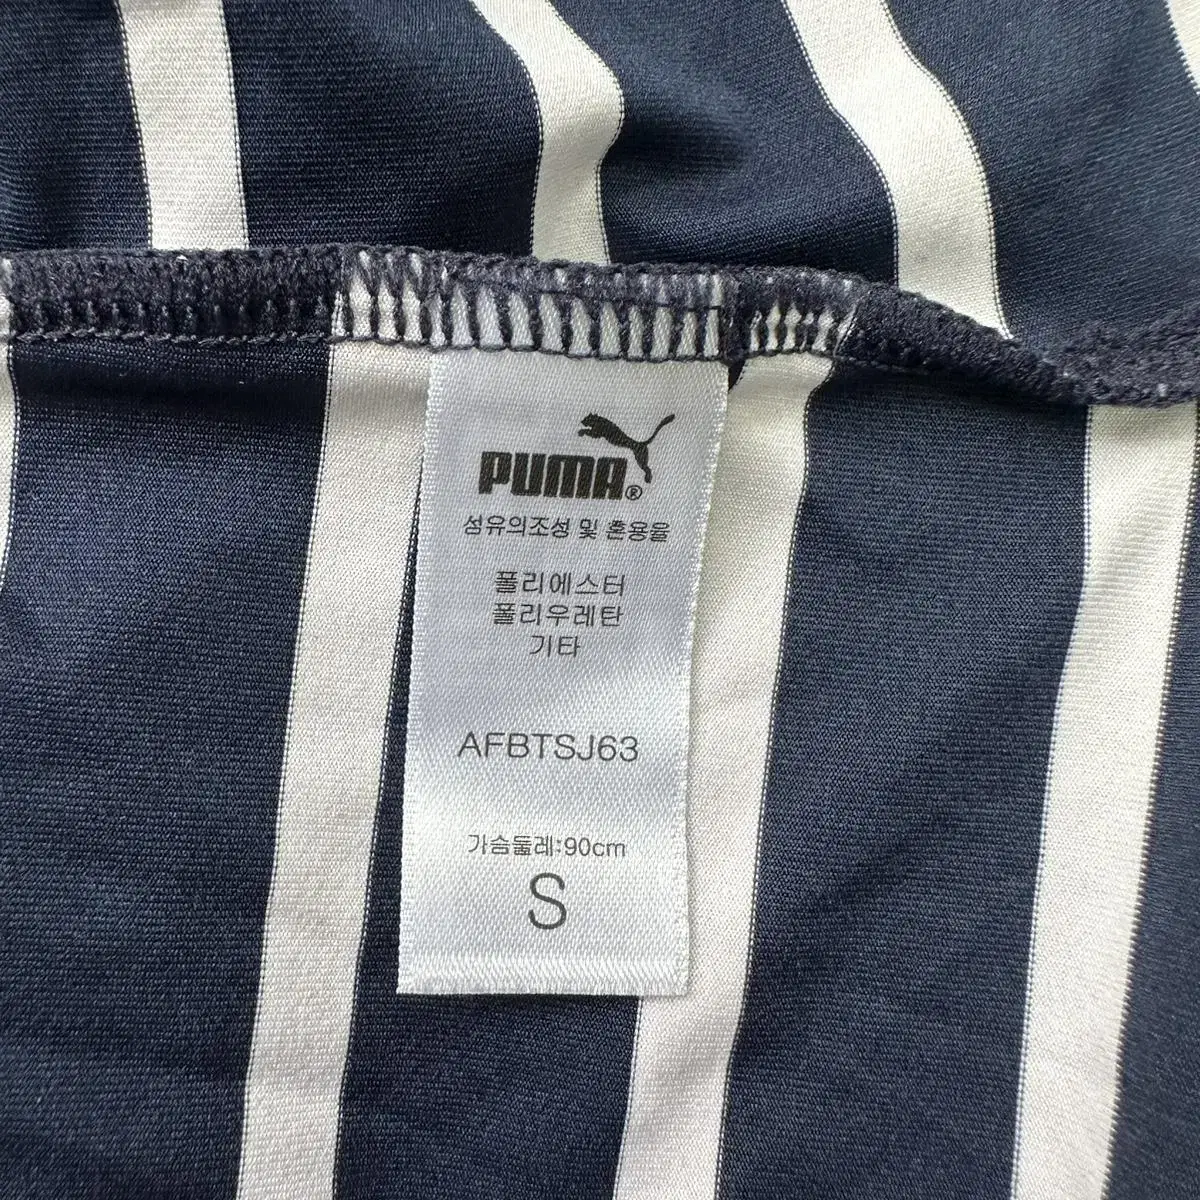 PUMA®
섬유의조성 및 혼용율
폴리에스터
폴리우레탄
기타
AFBTSJ63
가슴둘레:90cm
S